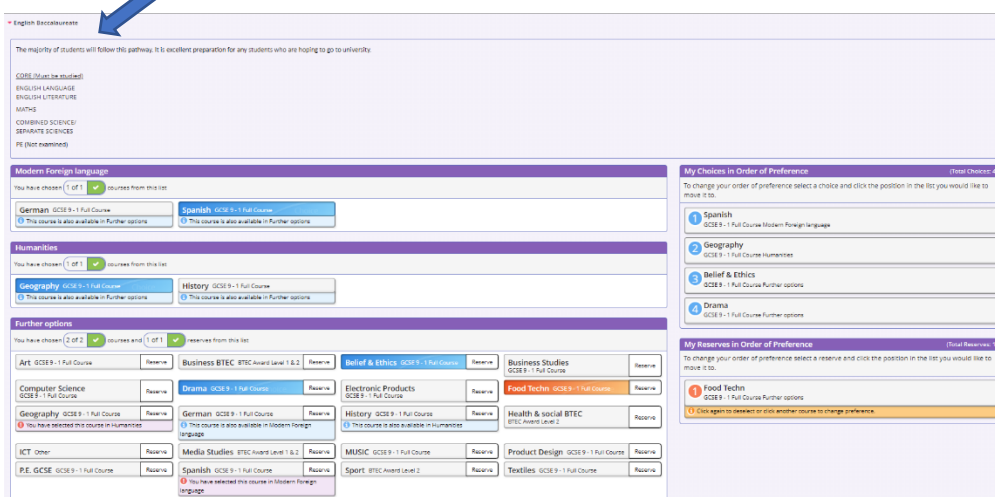 English Baccalaureate
The majority of students will follow this pathway. It is excellent preparation for any students who are hoping to go to university.
CORE (Must be studied)
ENGLISH LANGUAGE
ENGLISH LITERATURE
MATHS
COMBINED SCIENCE/
SEPARATE SCIENCES
PE (Not examined)
Modern Foreign language
You have chosen 1 of 1 courses from this list
German GCSE 9 - 1 Full Course
This course is also available in Further options
Spanish GCSE 9 - 1 Full Course
This course is also available in Further options
Humanities
You have chosen 1 of 1 courses from this list
Geography GCSE 9 - 1 Full Course
This course is also available in Further options
History GCSE 9 - 1 Full Course
This course is also available in Further options
Further options
You have chosen 2 of 2 courses and 1 of 1 reserves from this list
Art GCSE 9 - 1 Full Course Reserve
Business BTEC BTEC Award Level 1 & 2 Reserve
Belief & Ethics GCSE 9 - 1 Full Course Reserve
Business Studies
GCSE 9 - 1 Full Course
Reserve
Computer Science
GCSE 9 - 1 Full Course
Reserve
Drama GCSE 9 - 1 Full Course Reserve
Electronic Products
GCSE 9 - 1 Full Course
Reserve
Food Techn GCSE 9 - 1 Full Course Reserve
Geography GCSE 9 - 1 Full Course Reserve
You have selected this course in Humanities
German GCSE 9 - 1 Full Course Reserve
This course is also available in Modern Foreign
language
History GCSE 9 - 1 Full Course Reserve
This course is also available in Humanities
Health & social BTEC
BTEC Award Level 2
Reserve
ICT Other Reserve
Media Studies BTEC Award Level 1 & 2 Reserve
MUSIC GCSE 9 - 1 Full Course Reserve
Product Design GCSE 9 - 1 Full Course Reserve
P.E. GCSE GCSE 9 - 1 Full Course Reserve
Spanish GCSE 9 - 1 Full Course Reserve
You have selected this course in Modern Foreign
language
Sport BTEC Award Level 2 Reserve
Textiles GCSE 9 - 1 Full Course Reserve
My Choices in Order of Preference (Total Choices: 4
To change your order of preference select a choice and click the position in the list you would like to
move it to.
1 Spanish
GCSE 9 - 1 Full Course Modern Foreign language
2 Geography
GCSE 9 - 1 Full Course Humanities
3 Belief & Ethics
GCSE 9 - 1 Full Course Further options
4 Drama
GCSE 9 - 1 Full Course Further options
My Reserves in Order of Preference (Total Reserves: 1
To change your order of preference select a reserve and click the position in the list you would like to
move it to.
1 Food Techn
GCSE 9 - 1 Full Course Further options
Click again to deselect or click another course to change preference.